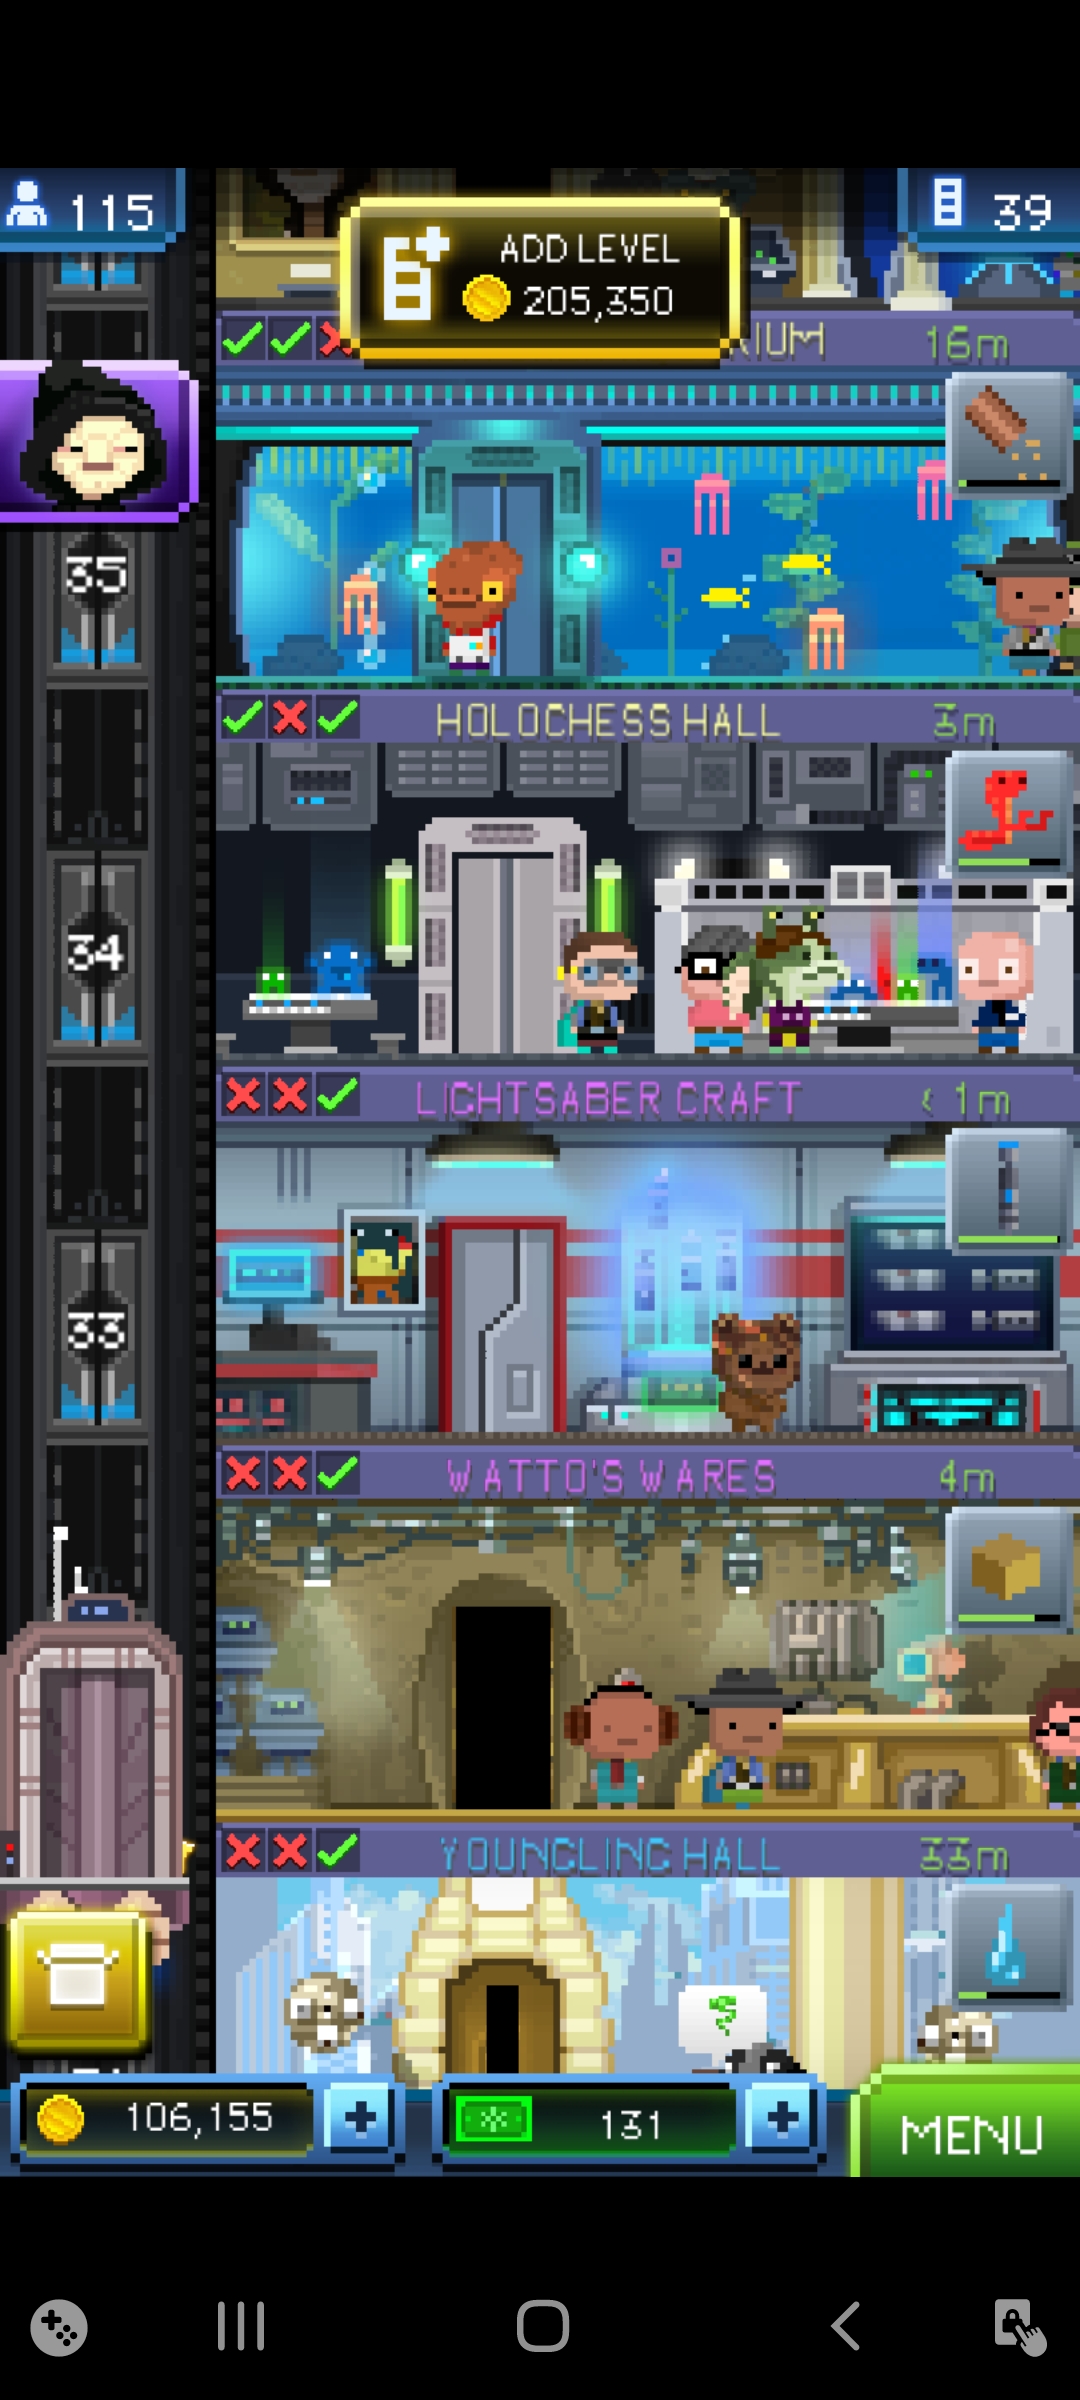 115
ADD LEVEL
205,350
39
RIUM 16m
35
HOLOCHESS HALL 3m
34
LIGHTSABER CRAFT < 1m
33
WATTO'S WARES 4m
YOUNGLING HALL 33m
106,155
131
MENU